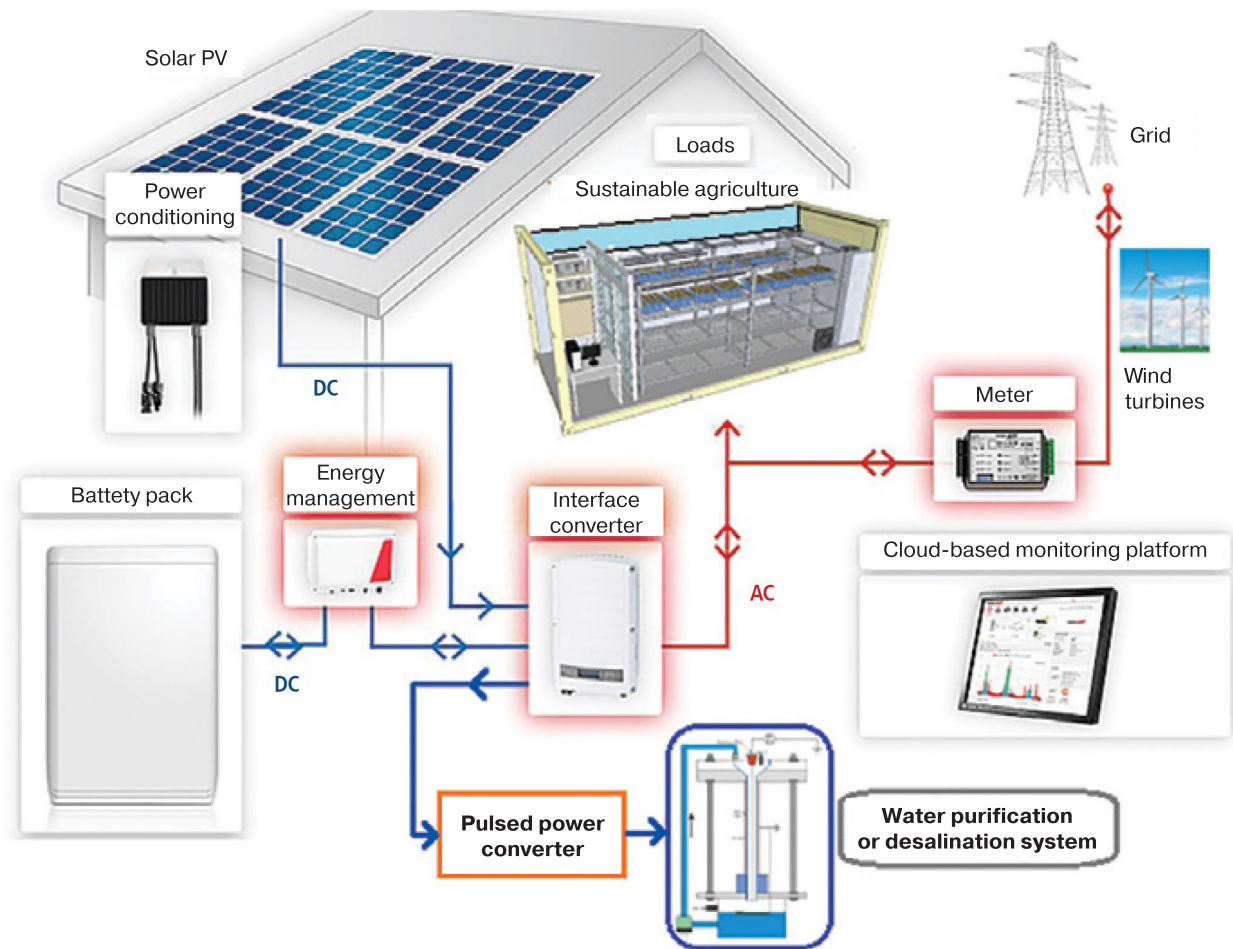 Solar PV
Loads
Grid
Sustainable agriculture
Power
conditioning
DC
Wind
turbines
Meter
Energy
management
Battety pack
Interface
converter
Cloud-based monitoring platform
AC
DC
Pulsed power
converter
Water purification
or desalination system